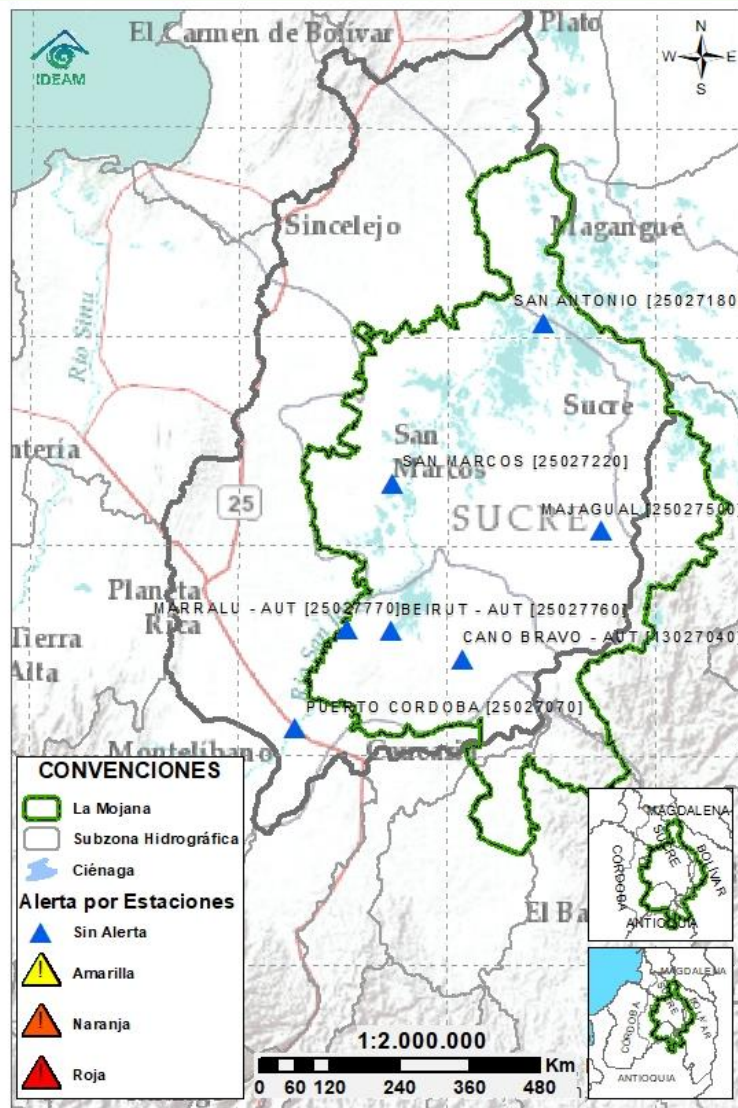 El Carmen de Bolívar
Plato
IDEAM
N
W E
S
Sincelejo
Magangué
SAN ANTONIO [25027180
Río Sinú
Sucre
ntería
San
Marcos
SAN MARCOS [25027220]
25
SUCRE
MAJAGUAL [25027500]
Planeta
Rica
MARRALU - AUT [25027770]
BEIRUT - AUT [25027760]
Tierra
Alta
CANO BRAVO - AUT [13027040]
PUERTO CORDOBA [25027070]
Montelíbano
El Ba
CONVENCIONES
La Mojana
Subzona Hidrográfica
Ciénaga
Alerta por Estaciones
Sin Alerta
Amarilla
Naranja
Roja
1:2.000.000
Km
0 60 120 240 360 480
MAGDALENA
SUCRE
BOLÍVAR
CÓRDOBA
ANTIOQUIA
MAGDALENA
SUCRE
BOLÍVAR
CÓRDOBA
ANTIOQUIA